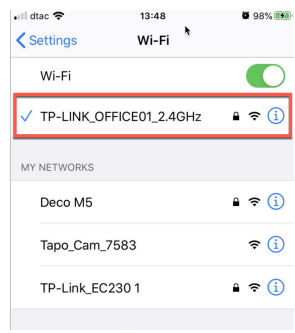 dtac 13:48 98%
Settings Wi-Fi
Wi-Fi
TP-LINK_OFFICE01_2.4GHz
MY NETWORKS
Deco M5
Tapo_Cam_7583
TP-Link_EC230 1